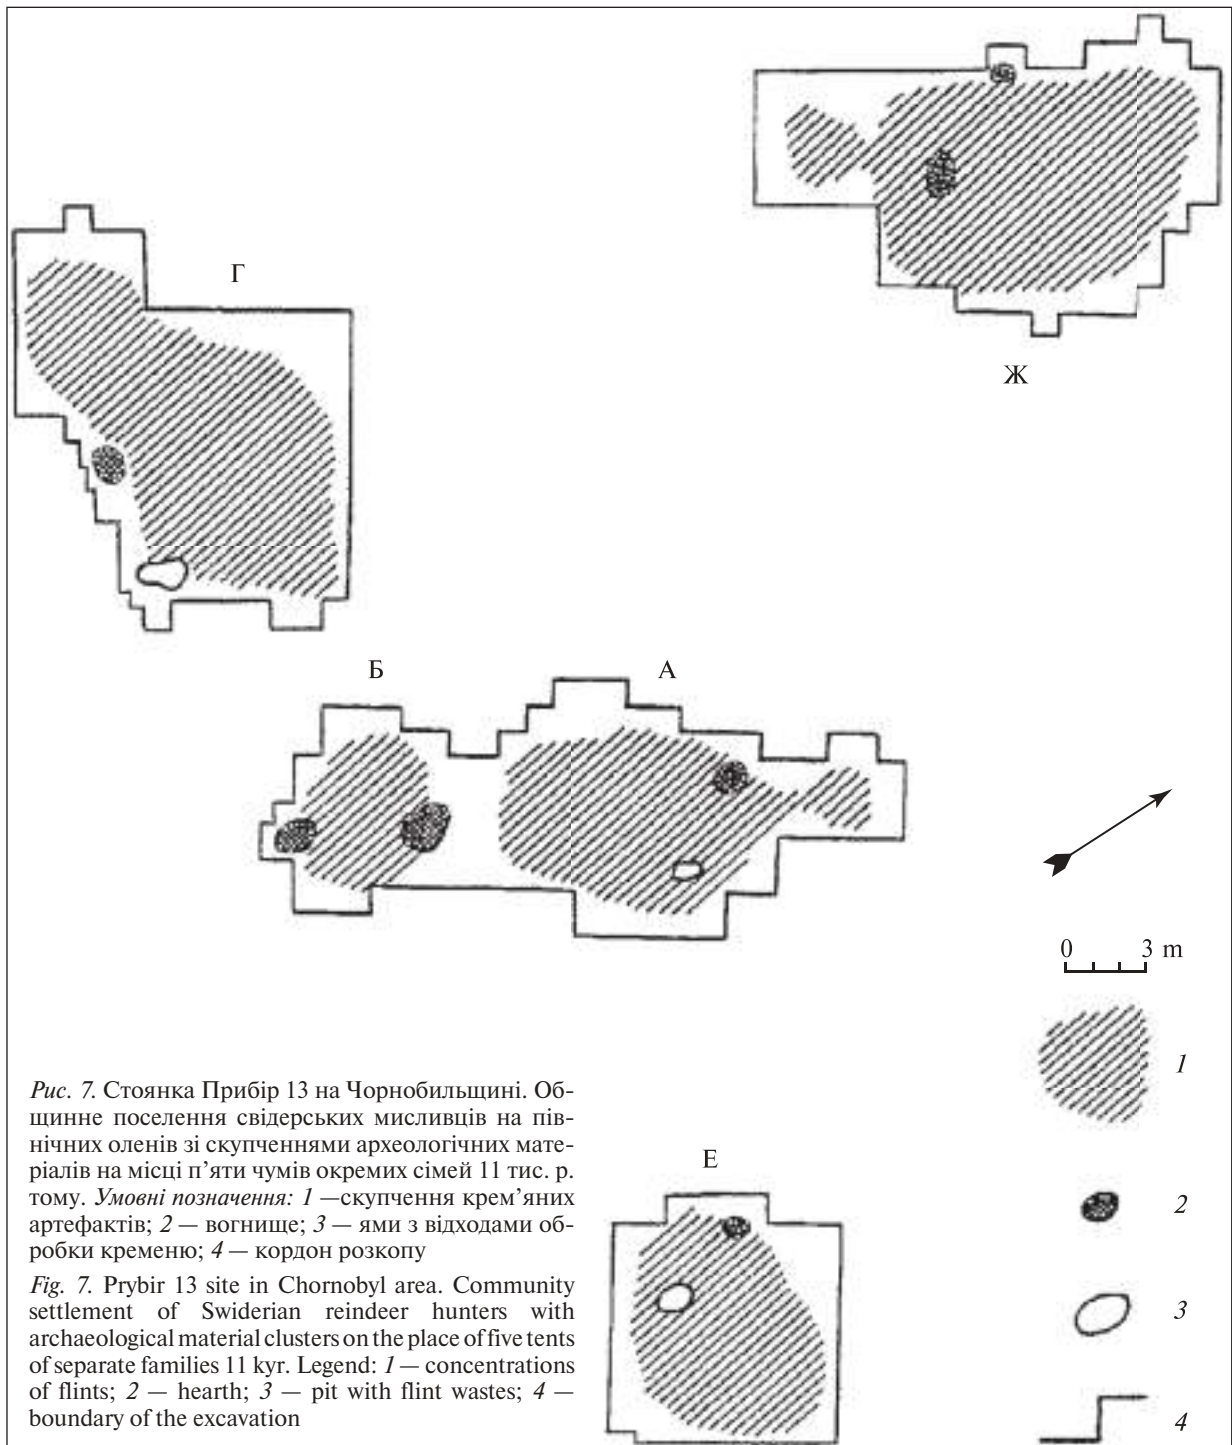 Ж
Г
Б
А
0 3 m
1
Рис. 7. Стоянка Прибір 13 на Чорнобильщині. Об-
щинне поселення свідерських мисливців на пів-
нічних оленів зі скупченнями археологічних мате-
ріалів на місці п’яти чумів окремих сімей 11 тис. р.
тому. Умовні позначення: 1 —скупчення крем’яних
артефактів; 2 — вогнище; 3 — ями з відходами об-
робки кременю; 4 — кордон розкопу
Fig. 7. Prybir 13 site in Chornobyl area. Community
settlement of Swiderian reindeer hunters with
archaeological material clusters on the place of five tents
of separate families 11 kyr. Legend: 1 — concentrations
of flints; 2 — hearth; 3 — pit with flint wastes; 4 —
boundary of the excavation
Е
2
3
4